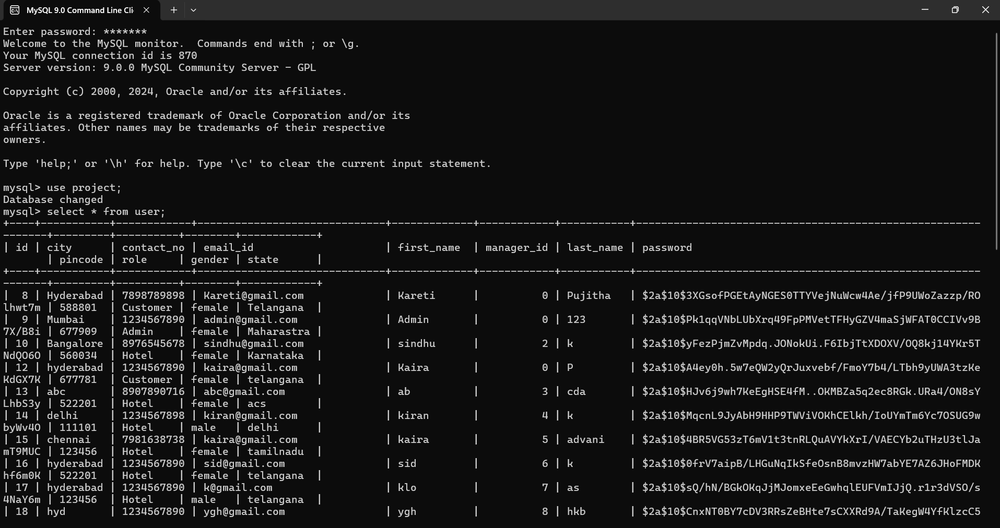 MySQL 9.0 Command Line Cli
Enter password: *******
Welcome to the MySQL monitor.  Commands end with ; or \g.
Your MySQL connection id is 870
Server version: 9.0.0 MySQL Community Server - GPL

Copyright (c) 2000, 2024, Oracle and/or its affiliates.

Oracle is a registered trademark of Oracle Corporation and/or its
affiliates. Other names may be trademarks of their respective
owners.

Type 'help;' or '\h' for help. Type '\c' to clear the current input statement.

mysql> use project;
Database changed
mysql> select * from user;
+----+-----------+------------+------------------------------+-------------+------------+-----------+-------------------------------------------------------
-------+---------+----------+--------+------------+
| id | city      | contact_no | email_id                     | first_name  | manager_id | last_name | password
       | pincode | role     | gender | state      |
+----+-----------+------------+------------------------------+-------------+------------+-----------+-------------------------------------------------------
-------+---------+----------+--------+------------+
|  8 | Hyderabad | 7898789898 | Kareti@gmail.com             | Kareti      |          0 | Pujitha   | $2a$10$3XGsofPGEtAyNGES0TTYVejNuWcw4Ae/jfP9UWoZazzp/RO
lhwt7m | 588801  | Customer | female | Telangana  |
|  9 | Mumbai    | 1234567890 | admin@gmail.com              | Admin       |          0 | 123       | $2a$10$Pk1qqVNbLUbXrq49FpPMVetTFHyGZV4maSjWFAT0CCIVv9B
7X/B8i | 677909  | Admin    | female | Maharastra |
| 10 | Bangalore | 8976545678 | sindhu@gmail.com             | sindhu      |          2 | k         | $2a$10$yFezPjmZvMpdq.JONokUi.F6IbjTtXDOXV/OQ8kj14YKr5T
NdQO6O | 560034  | Hotel    | female | Karnataka  |
| 12 | hyderabad | 1234567890 | kaira@gmail.com              | Kaira       |          0 | P         | $2a$10$A4ey0h.5w7eQW2yQrJuxvebf/FmoY7b4/LTbh9yUWA3tzKe
KdGX7K | 677781  | Customer | female | telangana  |
| 13 | abc       | 8907890716 | abc@gmail.com                | ab          |          3 | cda       | $2a$10$HJv6j9wh7KeEgHSE4fM..OKMBZa5q2ec8RGk.URa4/ON8sY
LhbS3y | 522201  | Hotel    | female | acs        |
| 14 | delhi     | 1234567898 | kiran@gmail.com              | kiran       |          4 | k         | $2a$10$MqcnL9JyAbH9HHP9TWViVOKhCElkh/IoUYmTm6Yc7OSUG9w
byWv4O | 111101  | Hotel    | male   | delhi      |
| 15 | chennai   | 7981638738 | kaira@gmail.com              | kaira       |          5 | advani    | $2a$10$4BR5VG53zT6mV1t3tnRLQuAVYkXrI/VAECYb2uTHzU3tlJa
mT9MUC | 123456  | Hotel    | female | tamilnadu  |
| 16 | hyderabad | 1234567890 | sid@gmail.com                | sid         |          6 | k         | $2a$10$0frV7aipB/LHGuNqIkSfeOsnB8mvzHW7abYE7AZ6JHoFMDK
hf6m0K | 522201  | Hotel    | female | telangana  |
| 17 | hyderabad | 1234567890 | k@gmail.com                  | klo         |          7 | as        | $2a$10$sQ/hN/BGkOKqJjMJomxeEeGwhqlEUFVmIJjQ.r1r3dVSO/s
4NaY6m | 123456  | Hotel    | male   | telangana  |
| 18 | hyd       | 1234567890 | ygh@gmail.com                | ygh         |          8 | hkb       | $2a$10$CnxNT0BY7cDV3RRsZeBHte7sCXXRd9A/TaKegW4YfKlzcC5